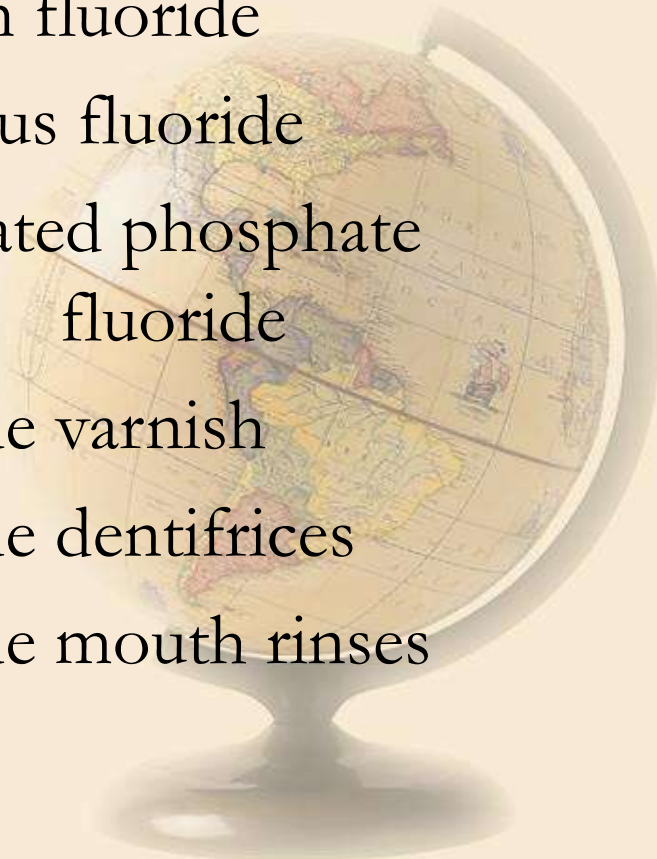 n fluoride
us fluoride
ated phosphate
fluoride
e varnish
e dentifrices
e mouth rinses